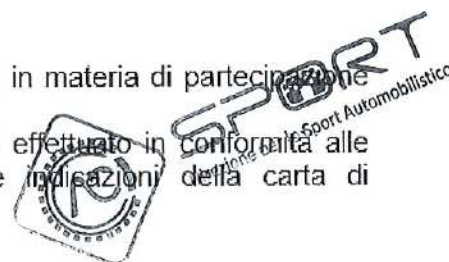 in materia di partecipazione
effettuato in conformità alle
indicazioni della carta di
SPORT
Sport Automobilistico